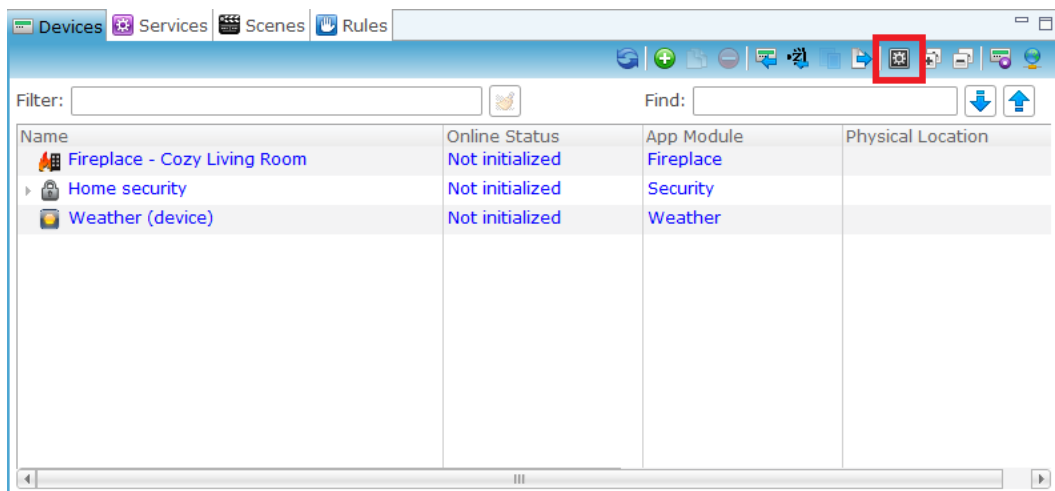 Devices Services Scenes Rules
Filter: Find:
Name Online Status App Module Physical Location
Fireplace - Cozy Living Room Not initialized Fireplace
Home security Not initialized Security
Weather (device) Not initialized Weather